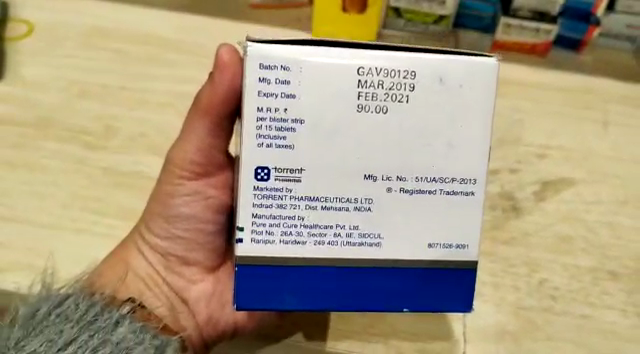 Batch No. : GAV90129
Mfg. Date : MAR.2019
Expiry Date : FEB.2021
M.R.P. ₹ 90.00
per blister strip
of 15 tablets
(Inclusive
of all taxes)
torrent
PHARMA
Mfg. Lic. No. : 51/UA/SC/P-2013
® - Registered Trademark
Marketed by :
TORRENT PHARMACEUTICALS LTD.
Indrad-382 721, Dist. Mehsana, INDIA.
Manufactured by :
Pure and Cure Healthcare Pvt. Ltd.
Plot No : 26A-30, Sector - 8A, IIE, SIDCUL,
Ranipur, Haridwar - 249 403 (Uttarakhand)
8071528-9091